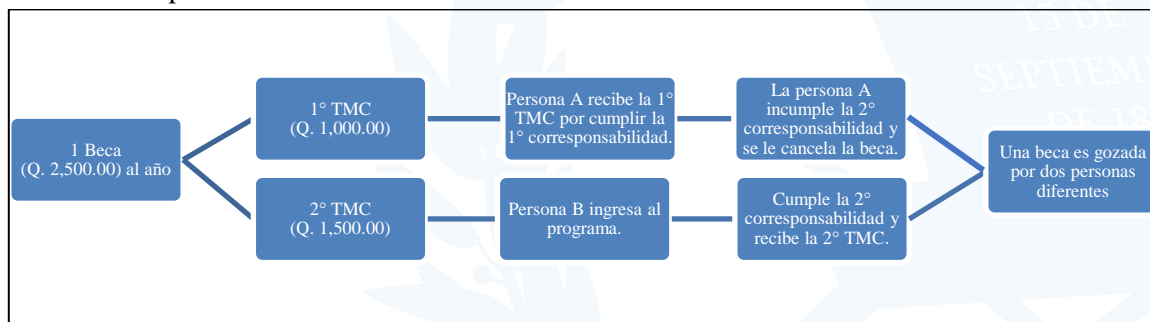 1 Beca
(Q. 2,500.00) al año
1° TMC
(Q. 1,000.00)
Persona A recibe la 1°
TMC por cumplir la
1° corresponsabilidad.
La persona A
incumple la 2°
corresponsabilidad y
se le cancela la beca.
2° TMC
(Q. 1,500.00)
Persona B ingresa al
programa.
Cumple la 2°
corresponsabilidad y
recibe la 2° TMC.
Una beca es gozada
por dos personas
diferentes
15 DE